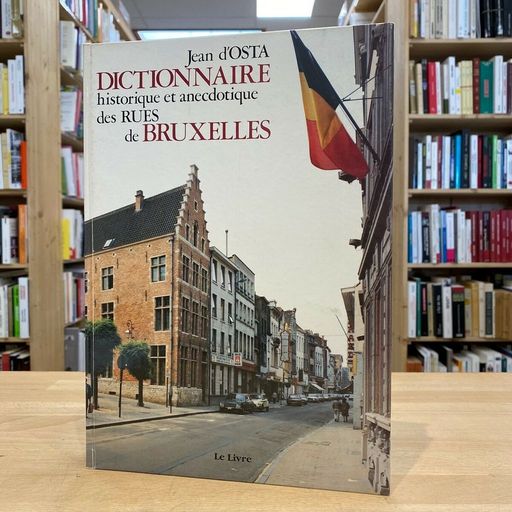 Jean d'OSTA
DICTIONNAIRE
historique et anecdotique
des RUES
de BRUXELLES
Le Livre